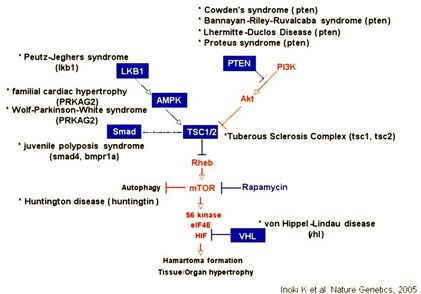 * Cowden's syndrome (pten)
* Bannayan-Riley-Ruvalcaba syndrome (pten)
* Lhermitte-Duclos Disease (pten)
* Proteus syndrome (pten)
* Peutz-Jeghers syndrome
(lkb1)
LKB1
PTEN
PI3K
* familial cardiac hypertrophy
(PRKAG2)
AMPK
Akt
* Wolf-Parkinson-White syndrome
(PRKAG2)
Smad
TSC1/2
* Tuberous Sclerosis Complex (tsc1, tsc2)
* juvenile polyposis syndrome
(smad4, bmpr1a)
Rheb
Autophagy
mTOR
Rapamycin
* Huntington disease (huntingtin)
S6 kinase
eIF4E
HIF
VHL
* von Hippel-Lindau disease
(vhl)
Hamartoma formation
Tissue/Organ hypertrophy
Inoki K et al. Nature Genetics, 2005